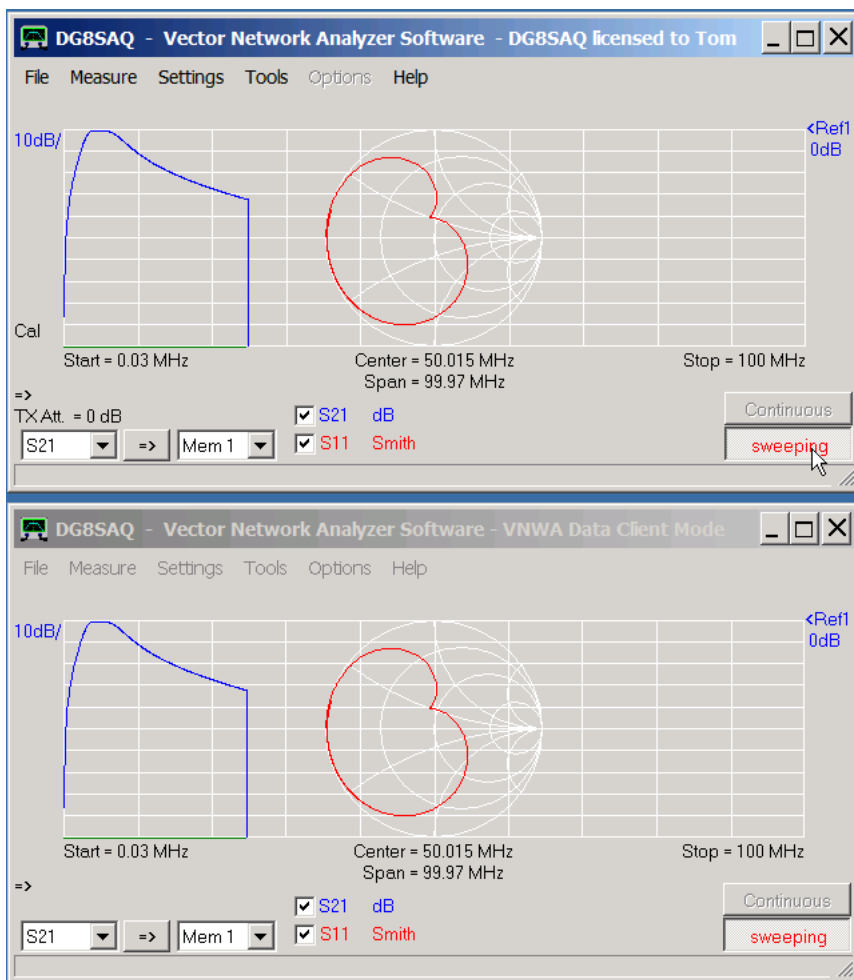 DG8SAQ - Vector Network Analyzer Software - DG8SAQ licensed to Tom
File Measure Settings Tools Options Help
10dB/
<Ref1
0dB
Cal
Start = 0.03 MHz Center = 50.015 MHz Stop = 100 MHz
Span = 99.97 MHz
=>
TX Att. = 0 dB S21 dB Continuous
S21 => Mem 1 S11 Smith sweeping
DG8SAQ - Vector Network Analyzer Software - VNWA Data Client Mode
File Measure Settings Tools Options Help
10dB/
<Ref1
0dB
Start = 0.03 MHz Center = 50.015 MHz Stop = 100 MHz
Span = 99.97 MHz
=>
S21 dB Continuous
S21 => Mem 1 S11 Smith sweeping